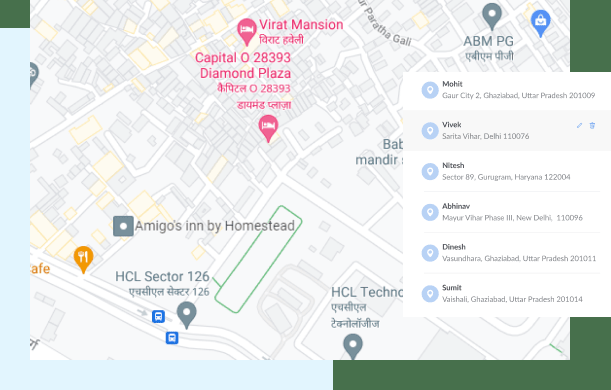 Virat Mansion
विराट हवेली
ur Paratha Gali
Capital O 28393
Diamond Plaza
कैपिटल O 28393
डायमंड प्लाज़ा
ABM PG
एबीएम पीजी
Bab
mandir
Amigo's inn by Homestead
afe
HCL Sector 126
एचसीएल सेक्टर 126
HCL Techno
एचसीएल
टेक्नोलॉजीज
Mohit
Gaur City 2, Ghaziabad, Uttar Pradesh 201009
Vivek
Sarita Vihar, Delhi 110076
Nitesh
Sector 89, Gurugram, Haryana 122004
Abhinav
Mayur Vihar Phase III, New Delhi, 110096
Dinesh
Vasundhara, Ghaziabad, Uttar Pradesh 201011
Sumit
Vaishali, Ghaziabad, Uttar Pradesh 201014